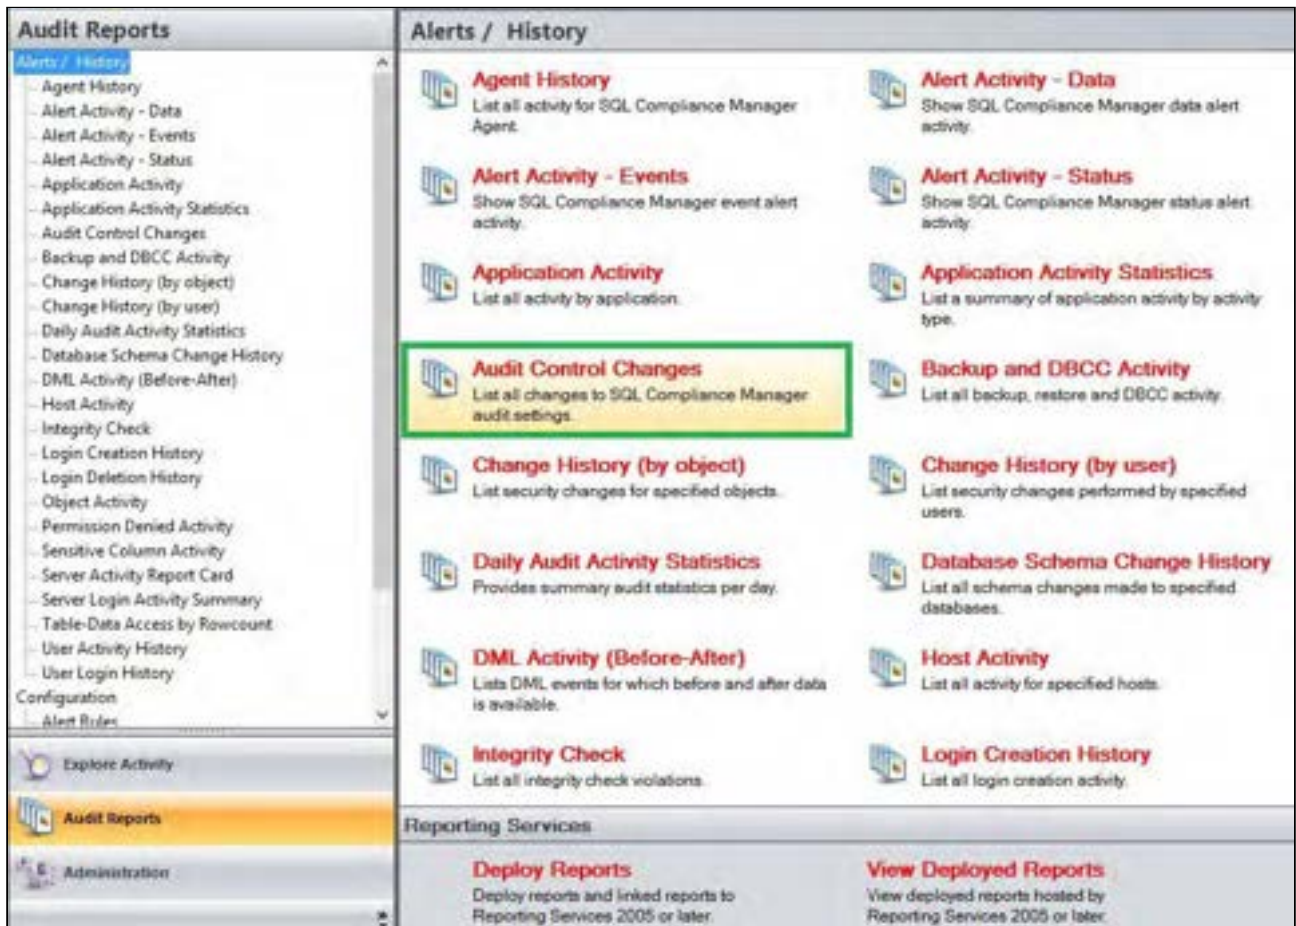 Audit Reports
Alerts / History
Agent History
Alert Activity - Data
Alert Activity - Events
Alert Activity - Status
Application Activity
Application Activity Statistics
Audit Control Changes
Backup and DBCC Activity
Change History (by object)
Change History (by user)
Daily Audit Activity Statistics
Database Schema Change History
DML Activity (Before-After)
Host Activity
Integrity Check
Login Creation History
Login Deletion History
Object Activity
Permission Denied Activity
Sensitive Column Activity
Server Activity Report Card
Server Login Activity Summary
Table-Data Access by Rowcount
User Activity History
User Login History
Configuration
Alert Rules
Explore Activity
Audit Reports
Administration
Alerts / History
Agent History
List all activity for SQL Compliance Manager
Agent.
Alert Activity - Data
Show SQL Compliance Manager data alert
activity.
Alert Activity - Events
Show SQL Compliance Manager event alert
activity.
Alert Activity - Status
Show SQL Compliance Manager status alert
activity.
Application Activity
List all activity by application.
Application Activity Statistics
List a summary of application activity by activity
type.
Audit Control Changes
List all changes to SQL Compliance Manager
audit settings.
Backup and DBCC Activity
List all backup, restore and DBCC activity.
Change History (by object)
List security changes for specified objects.
Change History (by user)
List security changes performed by specified
users.
Daily Audit Activity Statistics
Provides summary audit statistics per day.
Database Schema Change History
List all schema changes made to specified
databases.
DML Activity (Before-After)
Lists DML events for which before and after data
is available.
Host Activity
List all activity for specified hosts.
Integrity Check
List all integrity check violations.
Login Creation History
List all login creation activity.
Reporting Services
Deploy Reports
Deploy reports and linked reports to
Reporting Services 2005 or later.
View Deployed Reports
View deployed reports hosted by
Reporting Services 2005 or later.